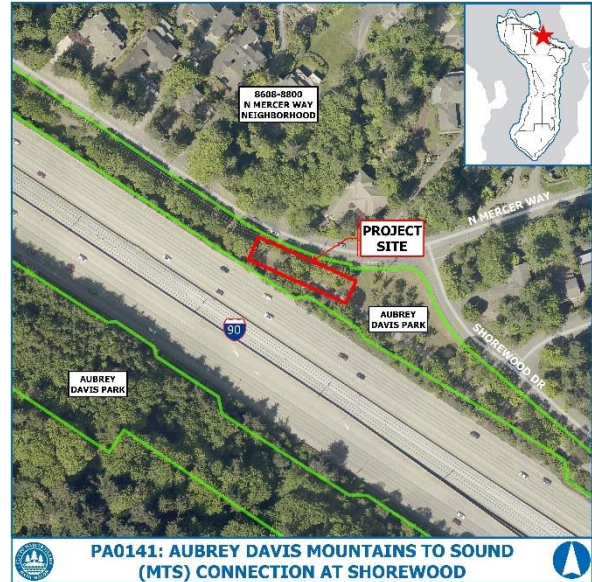 8608-8800
N MERCER WAY
NEIGHBORHOOD
N MERCER WAY
PROJECT
SITE
AUBREY
DAVIS PARK
SHOREWOOD DR
90
AUBREY
DAVIS PARK
PA0141: AUBREY DAVIS MOUNTAINS TO SOUND
(MTS) CONNECTION AT SHOREWOOD